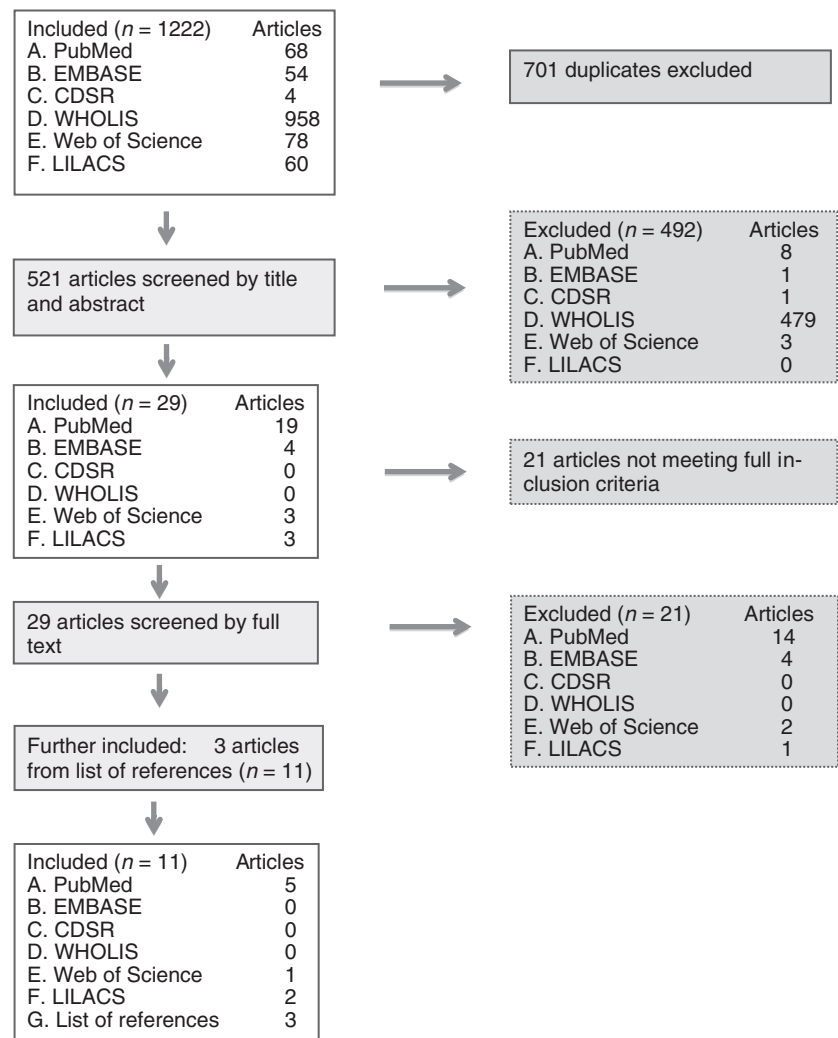 Included (n = 1222) Articles
A. PubMed 68
B. EMBASE 54
C. CDSR 4
D. WHOLIS 958
E. Web of Science 78
F. LILACS 60
701 duplicates excluded
521 articles screened by title
and abstract
Excluded (n = 492) Articles
A. PubMed 8
B. EMBASE 1
C. CDSR 1
D. WHOLIS 479
E. Web of Science 3
F. LILACS 0
Included (n = 29) Articles
A. PubMed 19
B. EMBASE 4
C. CDSR 0
D. WHOLIS 0
E. Web of Science 3
F. LILACS 3
21 articles not meeting full in-
clusion criteria
29 articles screened by full
text
Excluded (n = 21) Articles
A. PubMed 14
B. EMBASE 4
C. CDSR 0
D. WHOLIS 0
E. Web of Science 2
F. LILACS 1
Further included: 3 articles
from list of references (n = 11)
Included (n = 11) Articles
A. PubMed 5
B. EMBASE 0
C. CDSR 0
D. WHOLIS 0
E. Web of Science 1
F. LILACS 2
G. List of references 3